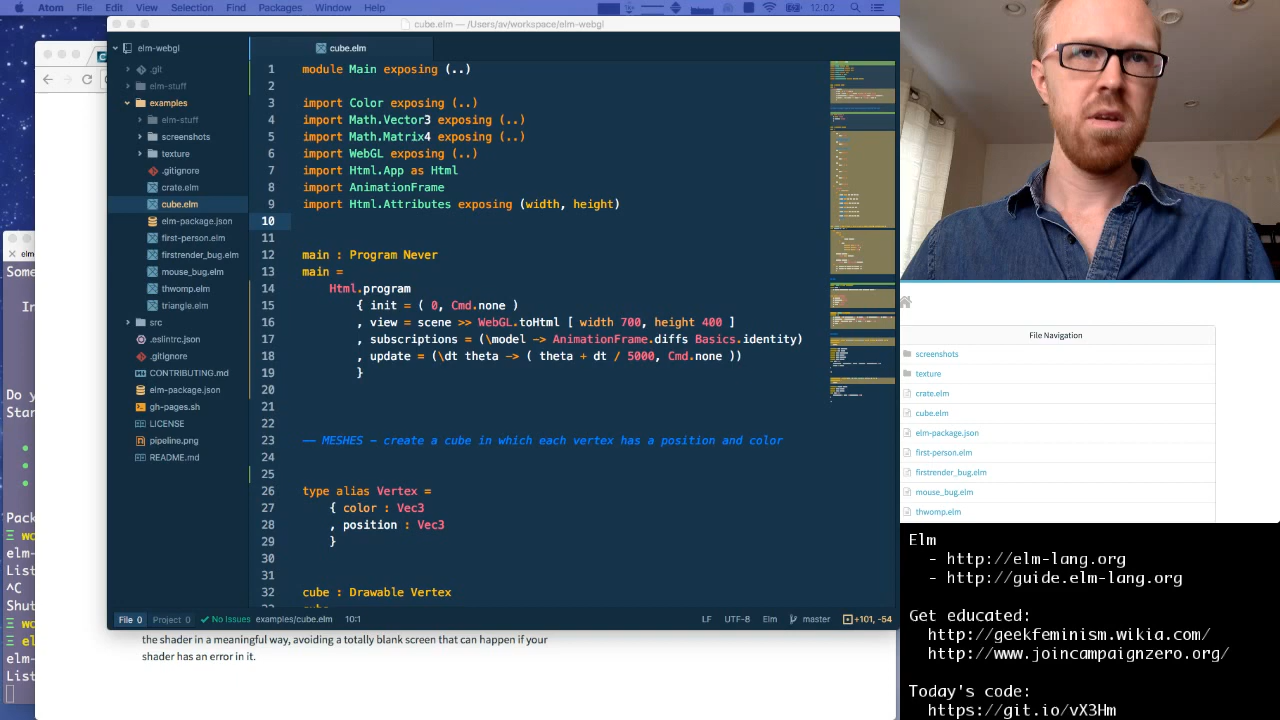 12:02
cube.elm — /Users/av/workspace/elm-webgl
elm-webgl
.git
elm-stuff
examples
elm-stuff
screenshots
texture
.gitignore
crate.elm
cube.elm
elm-package.json
first-person.elm
firstrender_bug.elm
mouse_bug.elm
thwomp.elm
triangle.elm
src
.eslintrc.json
.gitignore
CONTRIBUTING.md
elm-package.json
gh-pages.sh
LICENSE
pipeline.png
README.md
cube.elm
1 module Main exposing (..)
2
3 import Color exposing (..)
4 import Math.Vector3 exposing (..)
5 import Math.Matrix4 exposing (..)
6 import WebGL exposing (..)
7 import Html.App as Html
8 import AnimationFrame
9 import Html.Attributes exposing (width, height)
10
11
12 main : Program Never
13 main =
14 Html.program
15 { init = ( 0, Cmd.none )
16 , view = scene >> WebGL.toHtml [ width 700, height 400 ]
17 , subscriptions = (\model -> AnimationFrame.diffs Basics.identity)
18 , update = (\dt theta -> ( theta + dt / 5000, Cmd.none ))
19 }
20
21
22
23 -- MESHES - create a cube in which each vertex has a position and color
24
25
26 type alias Vertex =
27 { color : Vec3
28 , position : Vec3
29 }
30
31
32 cube : Drawable Vertex
File 0 Project 0 No Issues examples/cube.elm 10:1 LF UTF-8 Elm master +101, -54
the shader in a meaningful way, avoiding a totally blank screen that can happen if your
shader has an error in it.
elm
Some
Do y
Star
Pack
elm-
List
^C
Shut
elm-
List
File Navigation
screenshots
texture
crate.elm
cube.elm
elm-package.json
first-person.elm
firstrender_bug.elm
mouse_bug.elm
thwomp.elm
Elm
- http://elm-lang.org
- http://guide.elm-lang.org
Get educated:
http://geekfeminism.wikia.com/
http://www.joincampaignzero.org/
Today's code:
https://git.io/vX3Hm